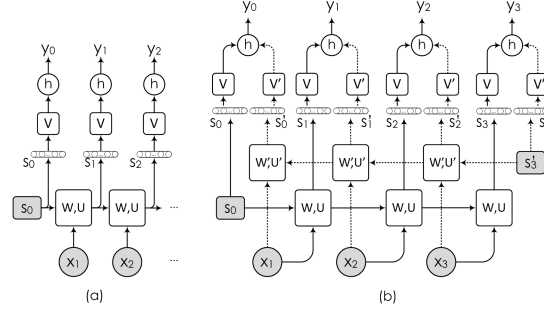 y0 y1 y2
h h h
V V V
S0 S1 S2
S0 W,U W,U ...
X1 X2 ...
(a)
y0 y1 y2 y3
h h h h
V V' V V' V V' V V'
S0 S'0 S1 S'1 S2 S'2 S3 S
W',U' W',U' W',U' S'3
S0 W,U W,U W,U
X1 X2 X3
(b)